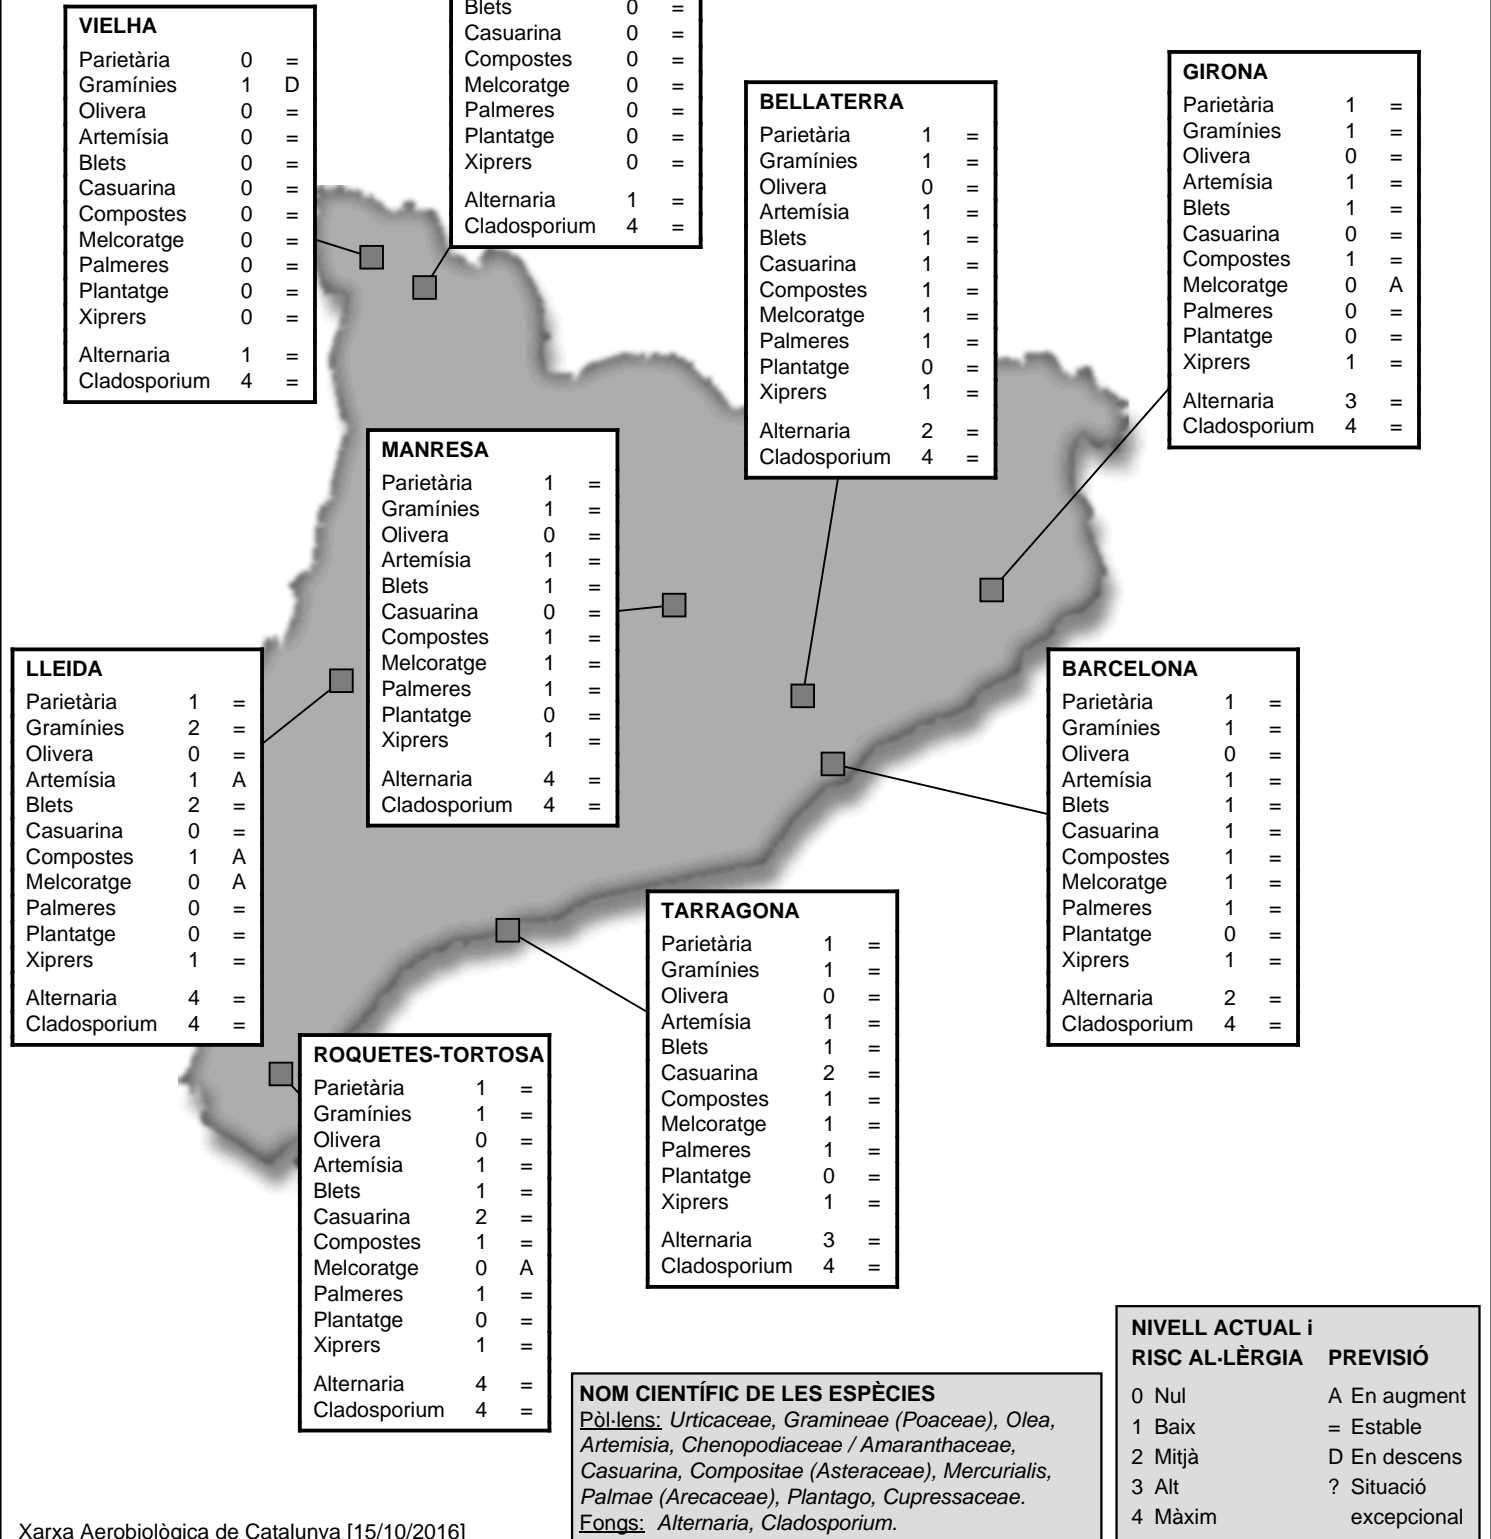 VIELHA
Parietària 0 =
Gramínies 1 D
Olivera 0 =
Artemísia 0 =
Blets 0 =
Casuarina 0 =
Compostes 0 =
Melcoratge 0 =
Palmeres 0 =
Plantatge 0 =
Xiprers 0 =
Alternaria 1 =
Cladosporium 4 =
Blets 0 =
Casuarina 0 =
Compostes 0 =
Melcoratge 0 =
Palmeres 0 =
Plantatge 0 =
Xiprers 0 =
Alternaria 1 =
Cladosporium 4 =
BELLATERRA
Parietària 1 =
Gramínies 1 =
Olivera 0 =
Artemísia 1 =
Blets 1 =
Casuarina 1 =
Compostes 1 =
Melcoratge 1 =
Palmeres 1 =
Plantatge 0 =
Xiprers 1 =
Alternaria 2 =
Cladosporium 4 =
GIRONA
Parietària 1 =
Gramínies 1 =
Olivera 0 =
Artemísia 1 =
Blets 1 =
Casuarina 0 =
Compostes 1 =
Melcoratge 0 A
Palmeres 0 =
Plantatge 0 =
Xiprers 1 =
Alternaria 3 =
Cladosporium 4 =
MANRESA
Parietària 1 =
Gramínies 1 =
Olivera 0 =
Artemísia 1 =
Blets 1 =
Casuarina 0 =
Compostes 1 =
Melcoratge 1 =
Palmeres 1 =
Plantatge 0 =
Xiprers 1 =
Alternaria 4 =
Cladosporium 4 =
LLEIDA
Parietària 1 =
Gramínies 2 =
Olivera 0 =
Artemísia 1 A
Blets 2 =
Casuarina 0 =
Compostes 1 A
Melcoratge 0 A
Palmeres 0 =
Plantatge 0 =
Xiprers 1 =
Alternaria 4 =
Cladosporium 4 =
BARCELONA
Parietària 1 =
Gramínies 1 =
Olivera 0 =
Artemísia 1 =
Blets 1 =
Casuarina 1 =
Compostes 1 =
Melcoratge 1 =
Palmeres 1 =
Plantatge 0 =
Xiprers 1 =
Alternaria 2 =
Cladosporium 4 =
TARRAGONA
Parietària 1 =
Gramínies 1 =
Olivera 0 =
Artemísia 1 =
Blets 1 =
Casuarina 2 =
Compostes 1 =
Melcoratge 1 =
Palmeres 1 =
Plantatge 0 =
Xiprers 1 =
Alternaria 3 =
Cladosporium 4 =
ROQUETES-TORTOSA
Parietària 1 =
Gramínies 1 =
Olivera 0 =
Artemísia 1 =
Blets 1 =
Casuarina 2 =
Compostes 1 =
Melcoratge 0 A
Palmeres 1 =
Plantatge 0 =
Xiprers 1 =
Alternaria 4 =
Cladosporium 4 =
NOM CIENTÍFIC DE LES ESPÈCIES
Pòl·lens: Urticaceae, Gramineae (Poaceae), Olea,
Artemisia, Chenopodiaceae / Amaranthaceae,
Casuarina, Compositae (Asteraceae), Mercurialis,
Palmae (Arecaceae), Plantago, Cupressaceae.
Fongs: Alternaria, Cladosporium.
NIVELL ACTUAL i
RISC AL·LÈRGIA PREVISIÓ
0 Nul A En augment
1 Baix = Estable
2 Mitjà D En descens
3 Alt ? Situació
4 Màxim excepcional
Xarxa Aerobiològica de Catalunya [15/10/2016]